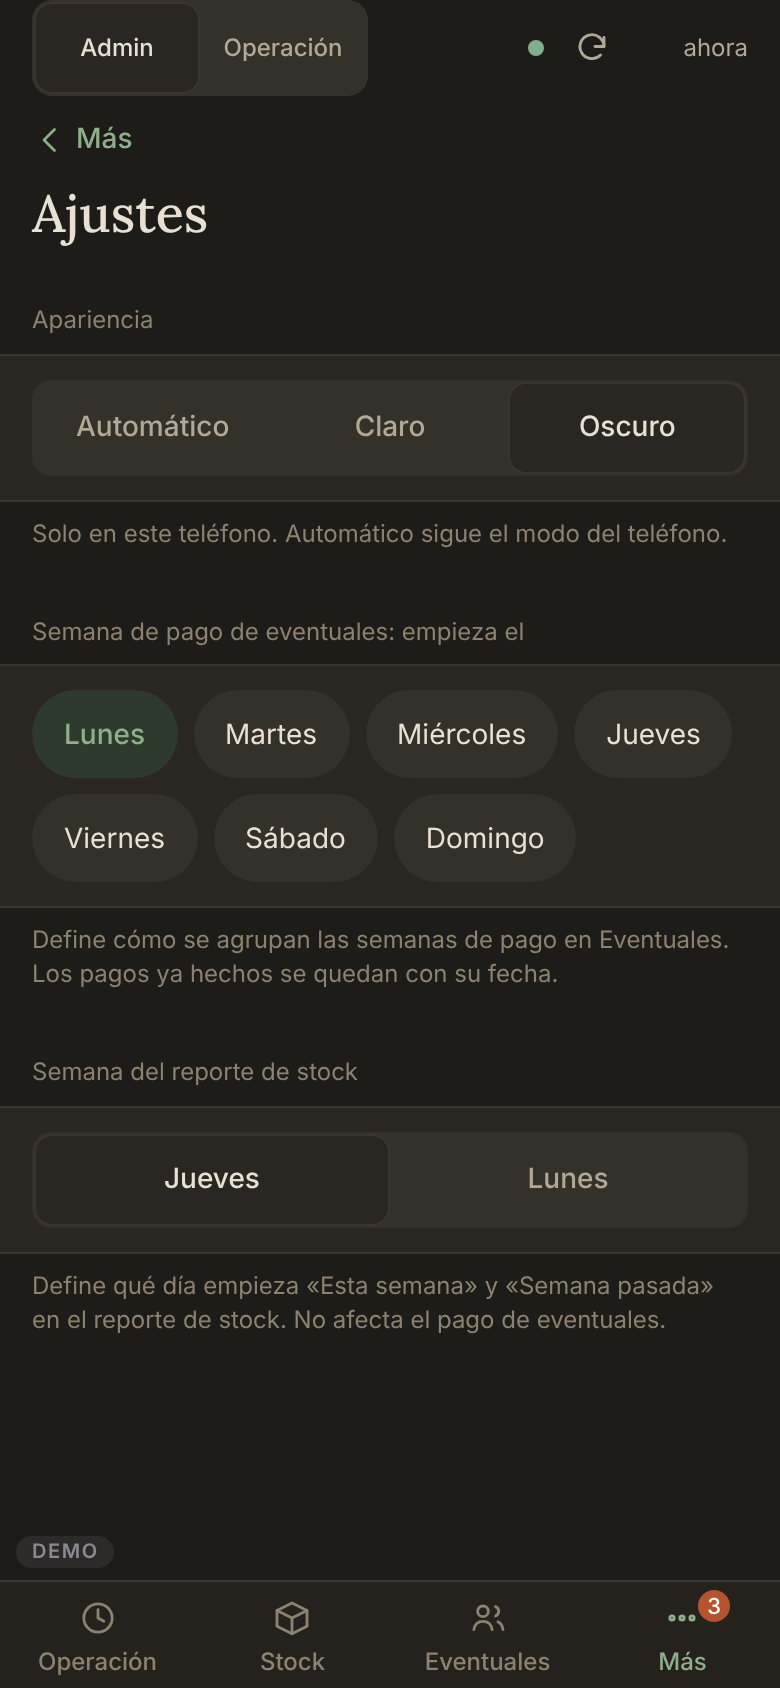 Admin
Operación
ahora
Más
Ajustes
Apariencia
Automático
Claro
Oscuro
Solo en este teléfono. Automático sigue el modo del teléfono.
Semana de pago de eventuales: empieza el
Lunes
Martes
Miércoles
Jueves
Viernes
Sábado
Domingo
Define cómo se agrupan las semanas de pago en Eventuales.
Los pagos ya hechos se quedan con su fecha.
Semana del reporte de stock
Jueves
Lunes
Define qué día empieza «Esta semana» y «Semana pasada»
en el reporte de stock. No afecta el pago de eventuales.
DEMO
3
Operación
Stock
Eventuales
Más